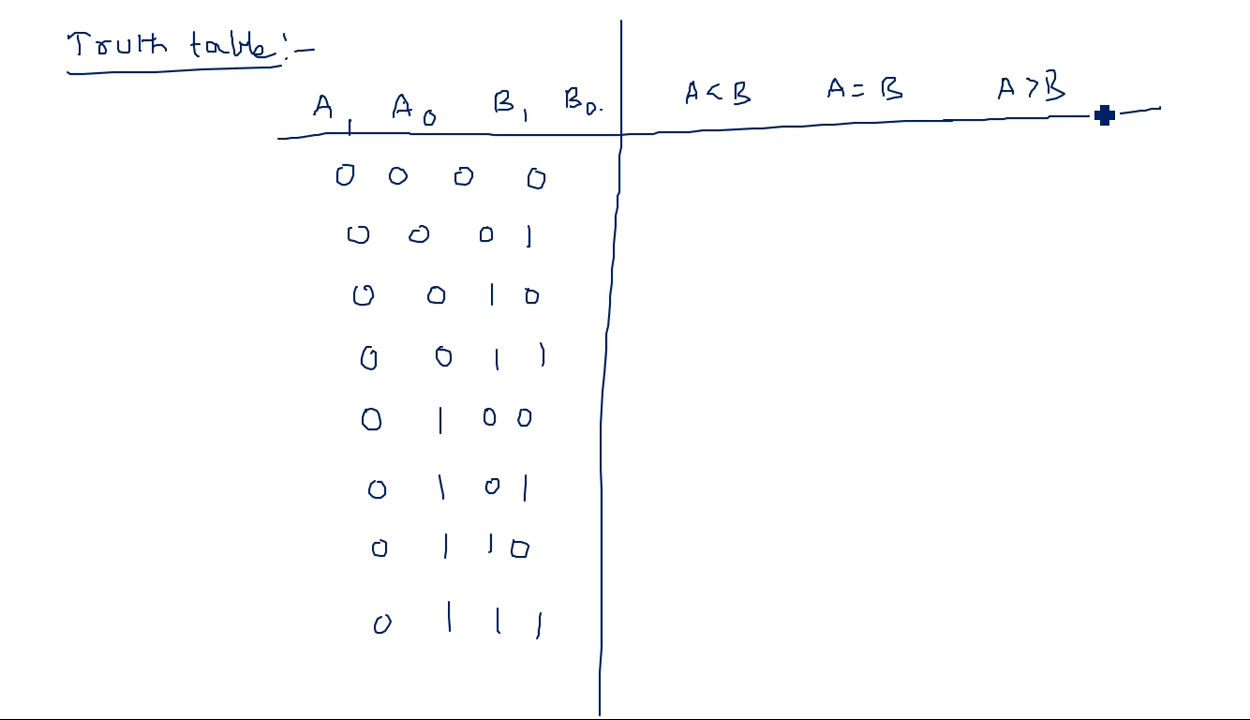 Truth table:-
A1 A0 B1 B0. A<B A=B A>B
0 0 0 0
0 0 0 1
0 0 1 0
0 0 1 1
0 1 0 0
0 1 0 1
0 1 1 0
0 1 1 1